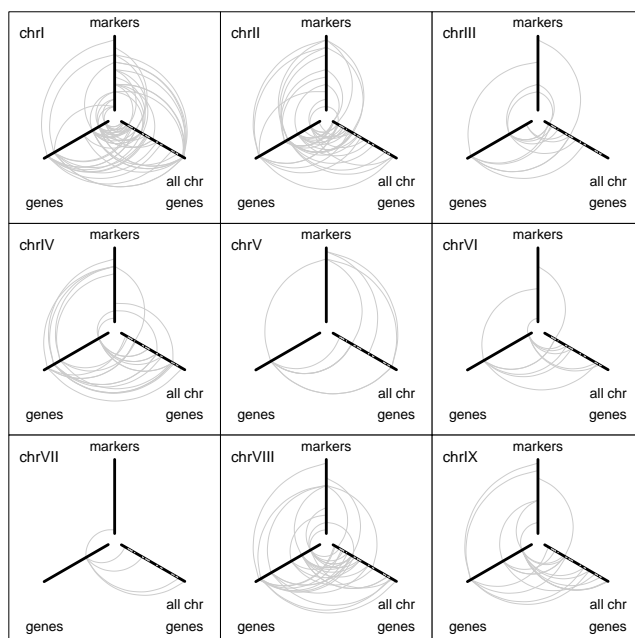 markers
chrI
all chr
genes
genes
markers
chrII
all chr
genes
genes
markers
chrIII
all chr
genes
genes
markers
chrIV
all chr
genes
genes
markers
chrV
all chr
genes
genes
markers
chrVI
all chr
genes
genes
markers
chrVII
all chr
genes
genes
markers
chrVIII
all chr
genes
genes
markers
chrIX
all chr
genes
genes